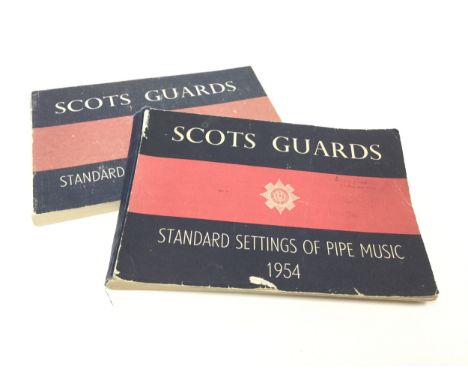 SCOTS GUARDS
STANDARD
SCOTS GUARDS
STANDARD SETTINGS OF PIPE MUSIC
1954